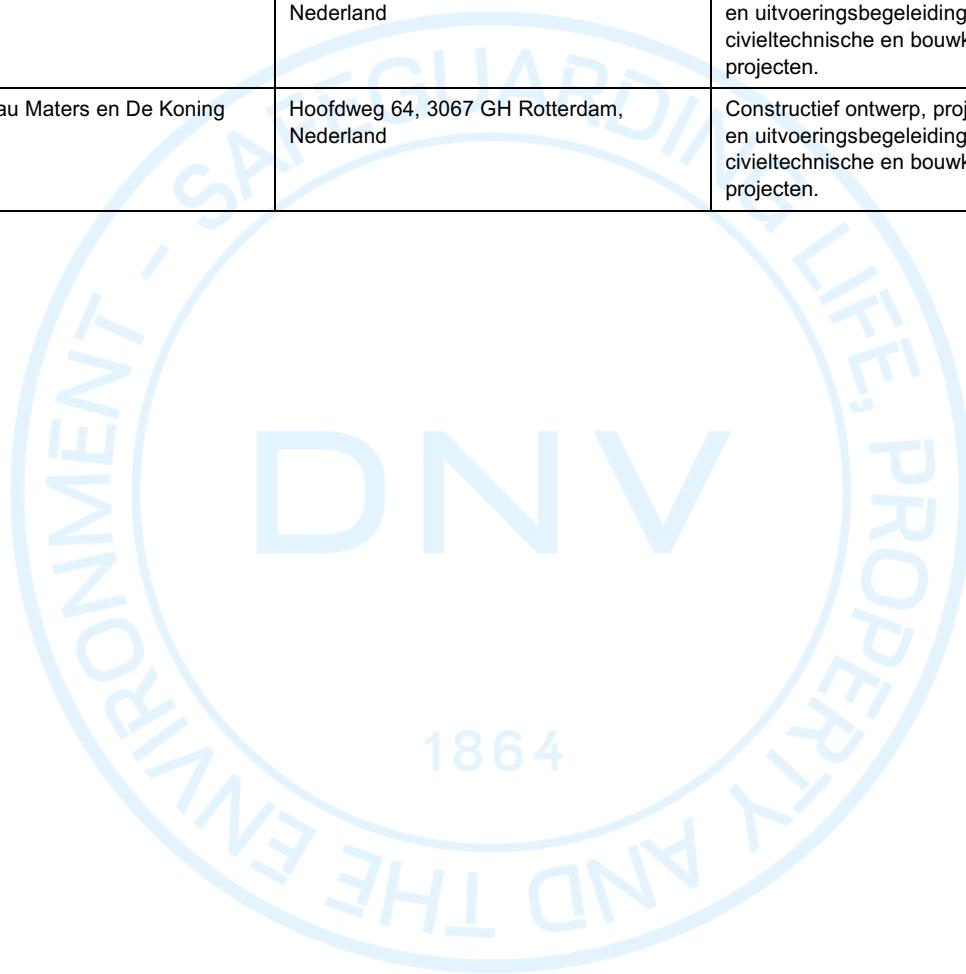 Nederland
en uitvoeringsbegeleiding
civieltechnische en bouwk
projecten.
au Maters en De Koning
Hoofdweg 64, 3067 GH Rotterdam,
Nederland
Constructief ontwerp, proj
en uitvoeringsbegeleiding
civieltechnische en bouwk
projecten.
SAFEGUARDING LIFE, PROPERTY AND THE ENVIRONMENT -
DNV
1864